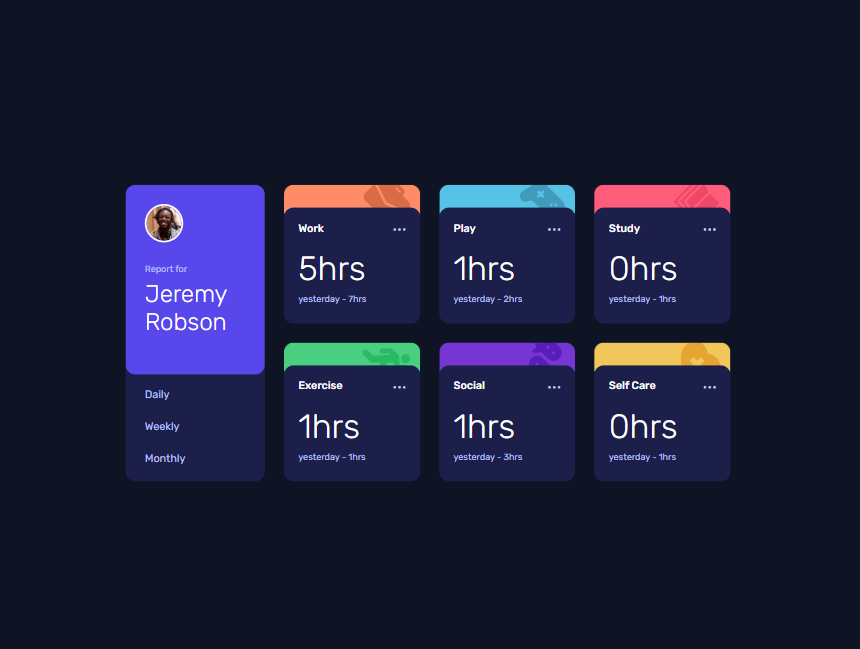 Report for
Jeremy
Robson
Daily
Weekly
Monthly
Work
5hrs
yesterday - 7hrs
Play
1hrs
yesterday - 2hrs
Study
0hrs
yesterday - 1hrs
Exercise
1hrs
yesterday - 1hrs
Social
1hrs
yesterday - 3hrs
Self Care
0hrs
yesterday - 1hrs